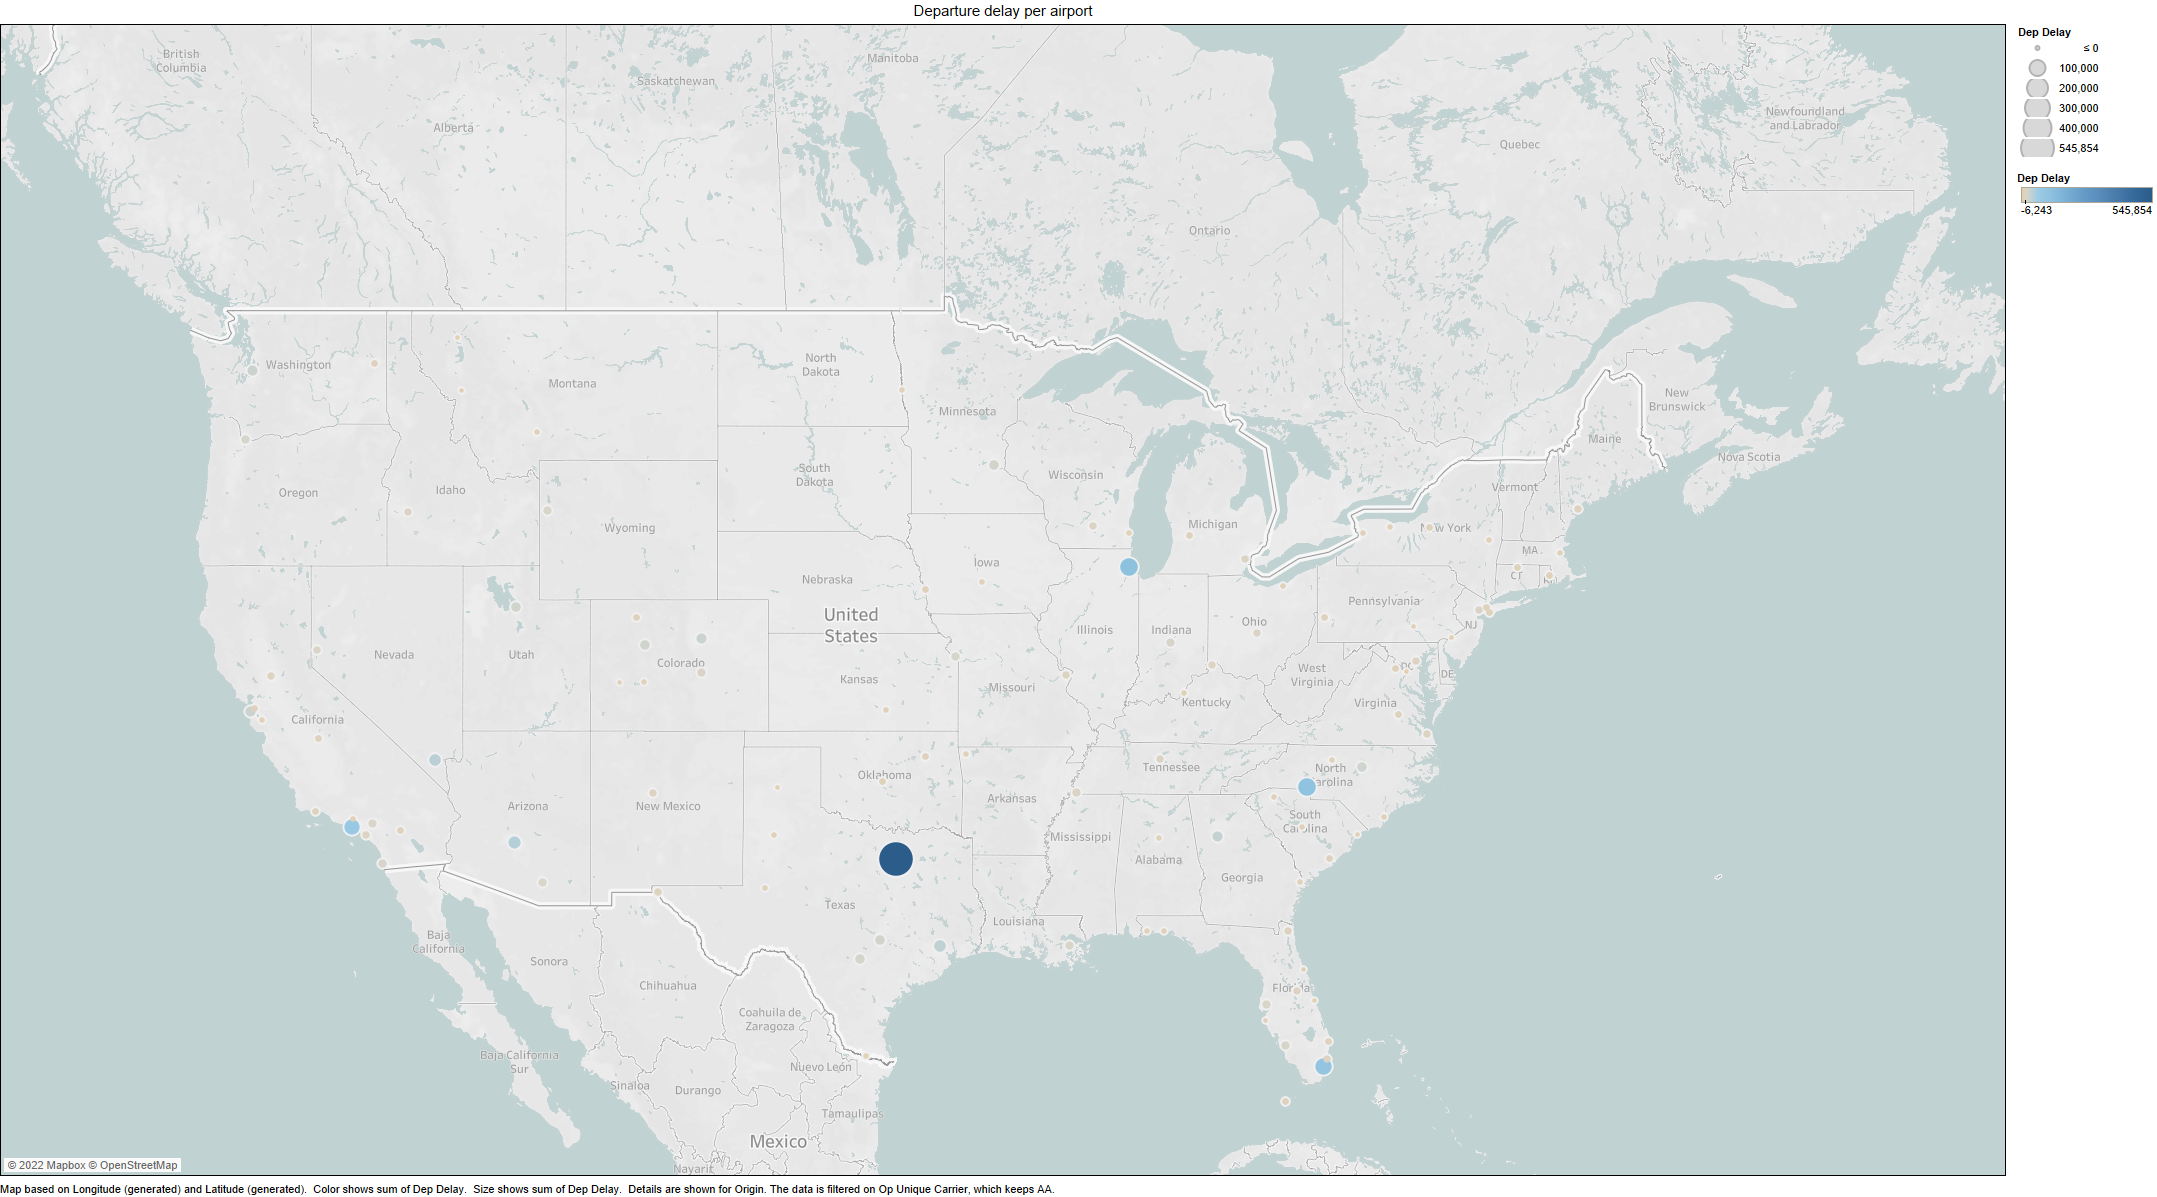 Departure delay per airport
Dep Delay
≤ 0
100,000
200,000
300,000
400,000
545,854
Dep Delay
-6,243 545,854
British
Columbia
Manitoba
Saskatchewan
Alberta
Newfoundland
and Labrador
Quebec
Ontario
Washington
North
Dakota
Montana
Minnesota
New
Brunswick
Maine
Nova Scotia
South
Dakota
Wisconsin
Oregon
Idaho
Vermont
Wyoming
Michigan
New York
MA
Iowa
Nebraska
CT
RI
United
States
Pennsylvania
Illinois
Indiana
Ohio
NJ
Nevada
Utah
Colorado
West
Virginia
DC
DE
Kansas
Missouri
Kentucky
Virginia
California
Tennessee
North
Carolina
Oklahoma
Arizona
New Mexico
Arkansas
South
Carolina
Mississippi
Alabama
Georgia
Texas
Louisiana
Baja
California
Sonora
Chihuahua
Florida
Coahuila de
Zaragoza
Baja California
Sur
Nuevo León
Sinaloa
Durango
Tamaulipas
Mexico
Nayarit
© 2022 Mapbox © OpenStreetMap
Map based on Longitude (generated) and Latitude (generated).  Color shows sum of Dep Delay.  Size shows sum of Dep Delay.  Details are shown for Origin. The data is filtered on Op Unique Carrier, which keeps AA.